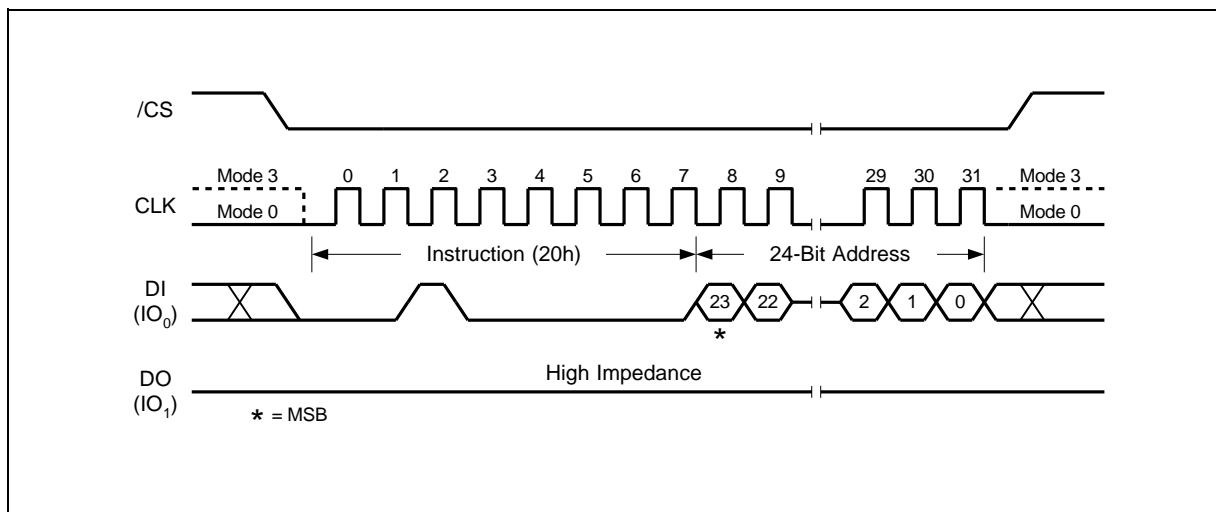 /CS
Mode 3 0 1 2 3 4 5 6 7 8 9 29 30 31 Mode 3
CLK
Mode 0 Mode 0
Instruction (20h) 24-Bit Address
DI
(IO0)
23 22 2 1 0
*
High Impedance
DO
(IO1)
* = MSB